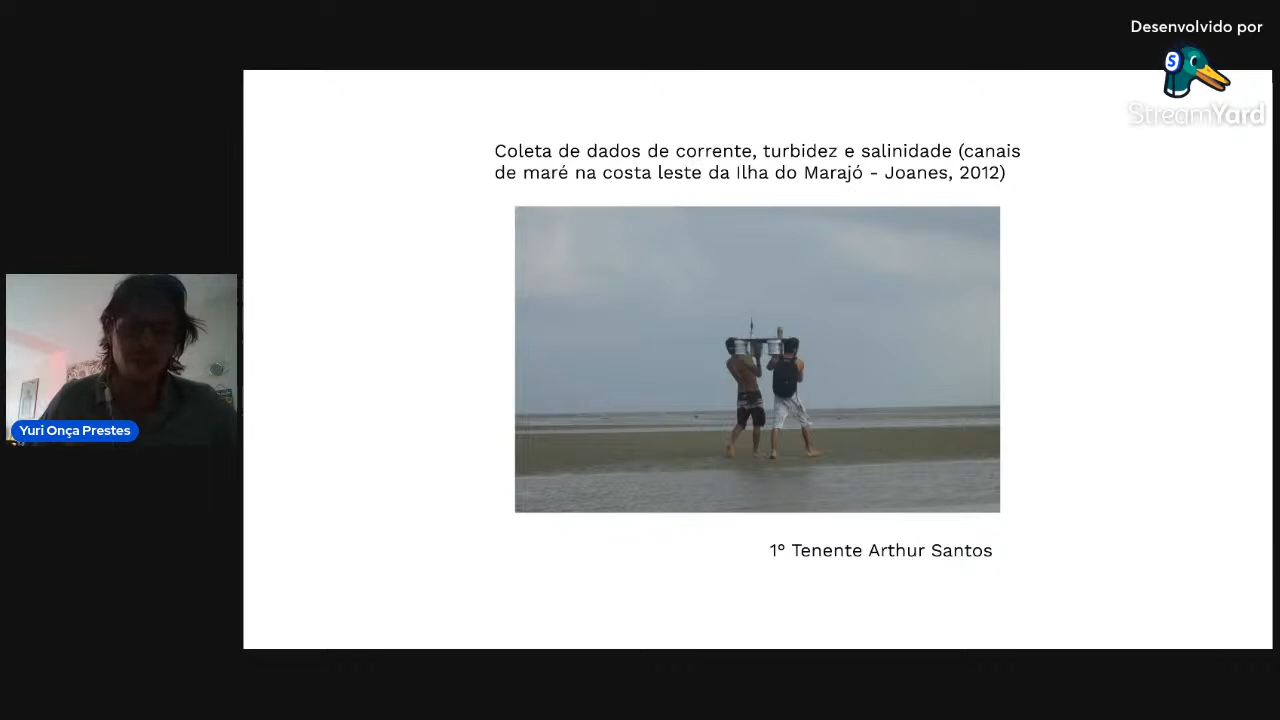 Desenvolvido por
S
StreamYard
Coleta de dados de corrente, turbidez e salinidade (canais
de maré na costa leste da Ilha do Marajó - Joanes, 2012)
Yuri Onça Prestes
1º Tenente Arthur Santos